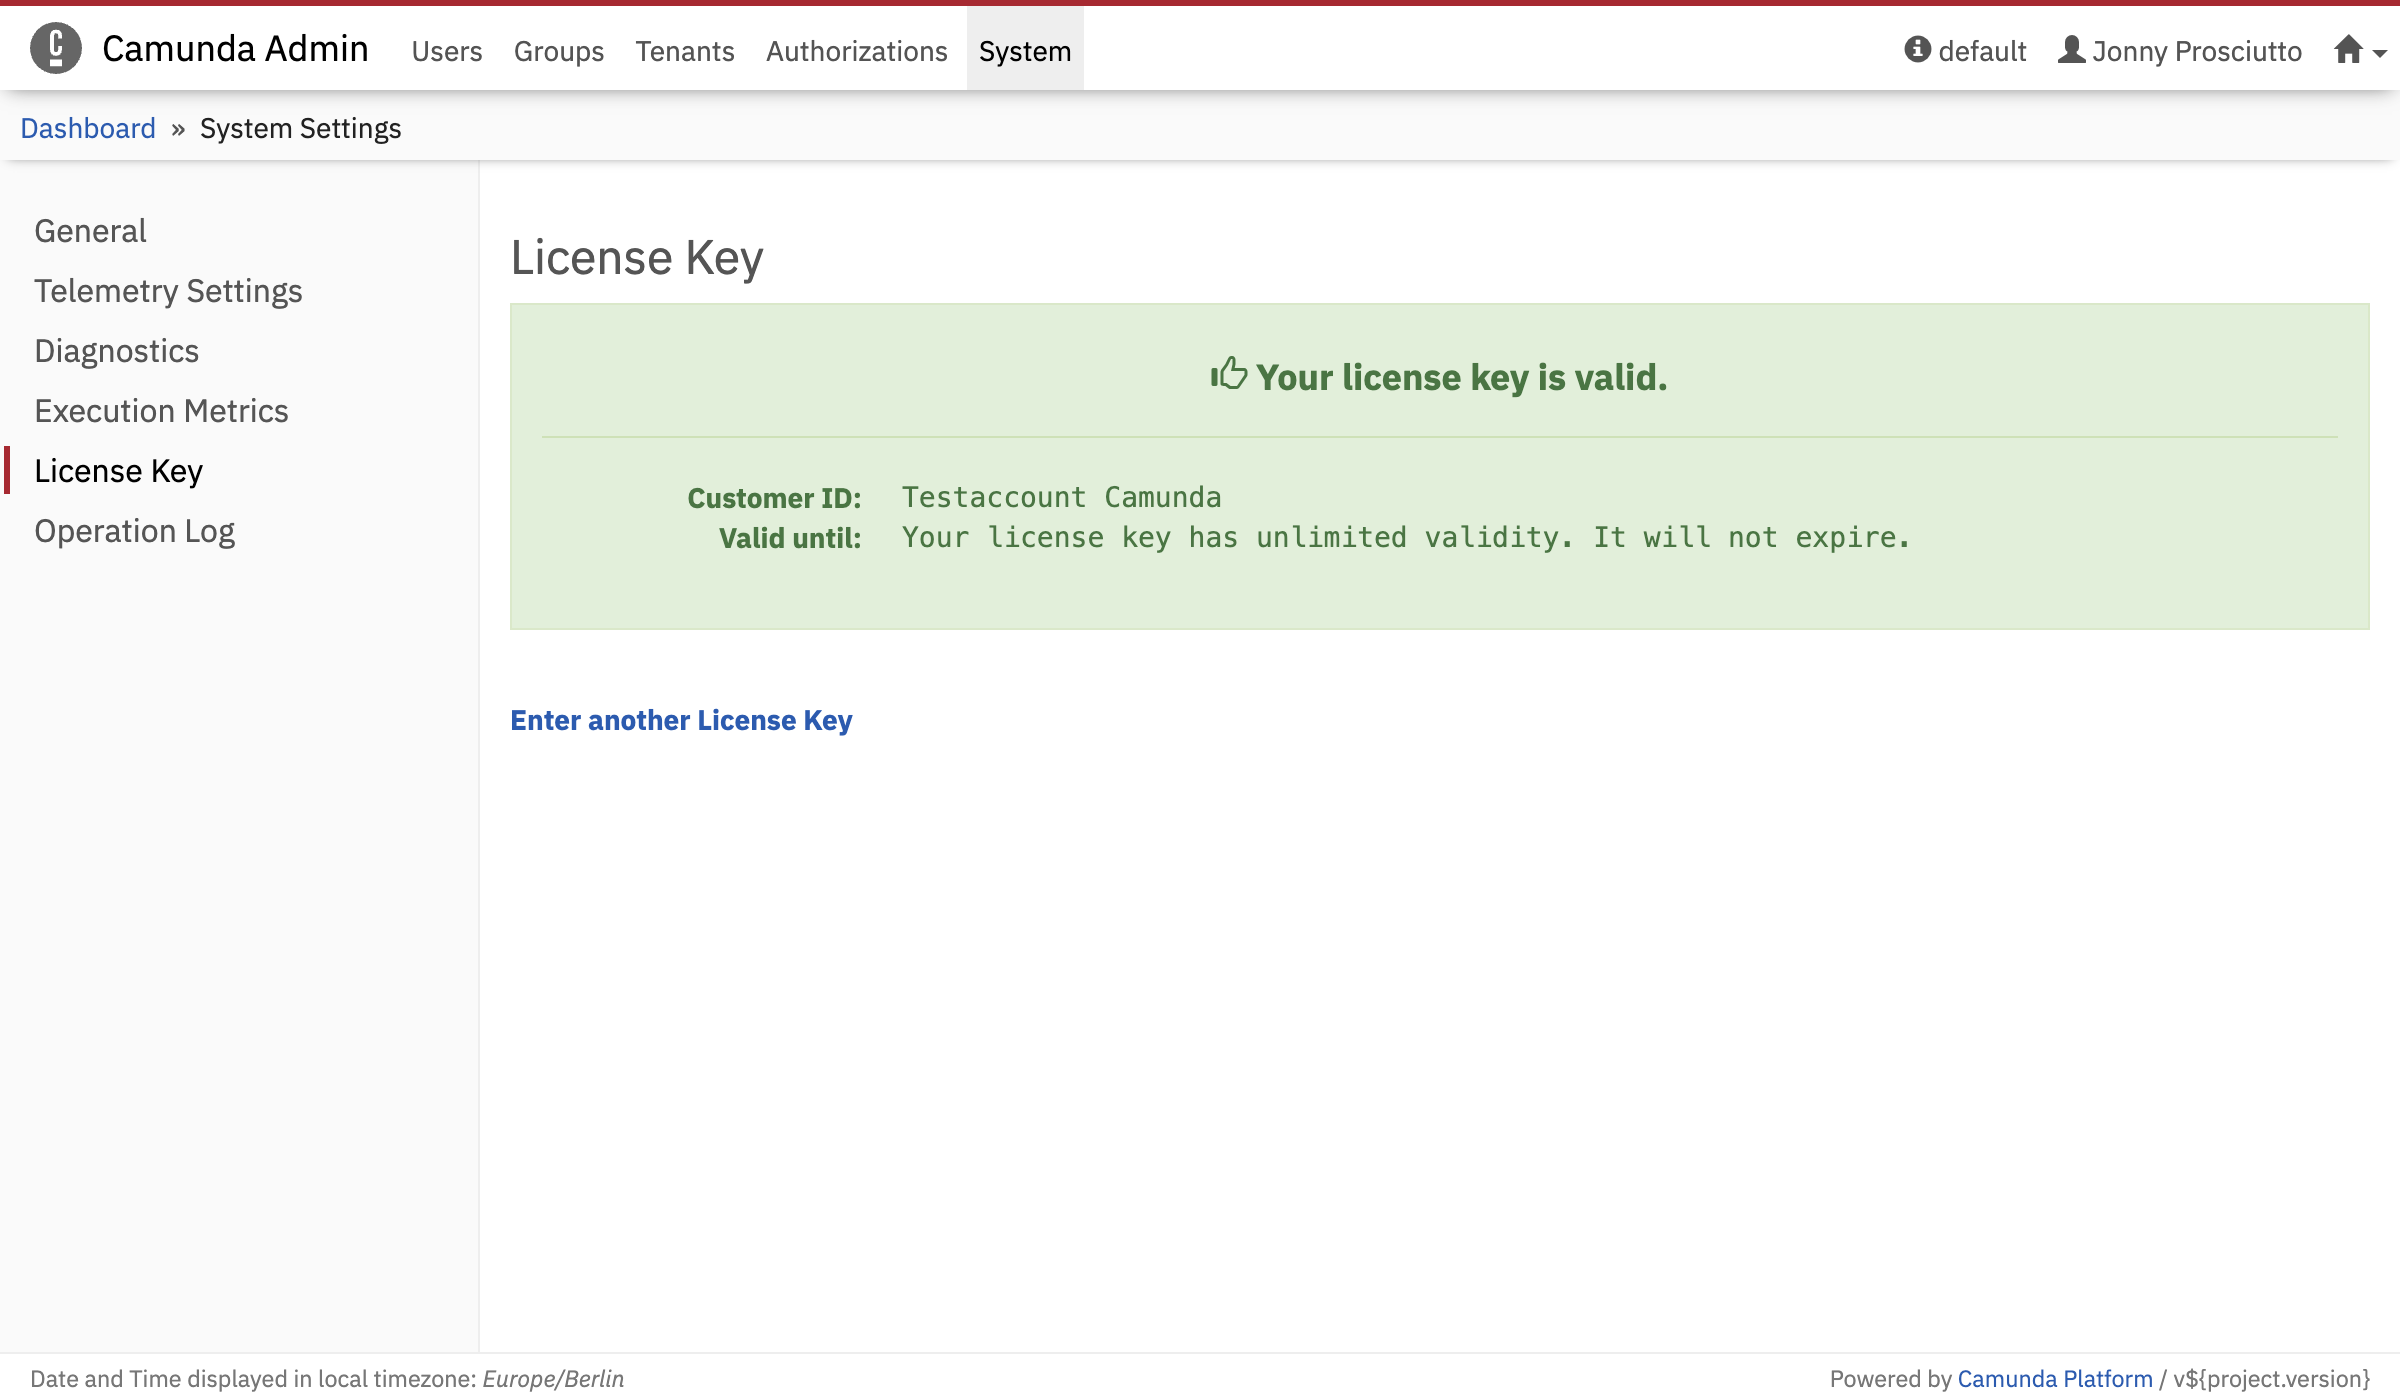 Camunda Admin Users Groups Tenants Authorizations System default Jonny Prosciutto
Dashboard » System Settings
General
Telemetry Settings
Diagnostics
Execution Metrics
License Key
Operation Log
License Key
Your license key is valid.
Customer ID: Testaccount Camunda
Valid until: Your license key has unlimited validity. It will not expire.
Enter another License Key
Date and Time displayed in local timezone: Europe/Berlin
Powered by Camunda Platform / v${project.version}